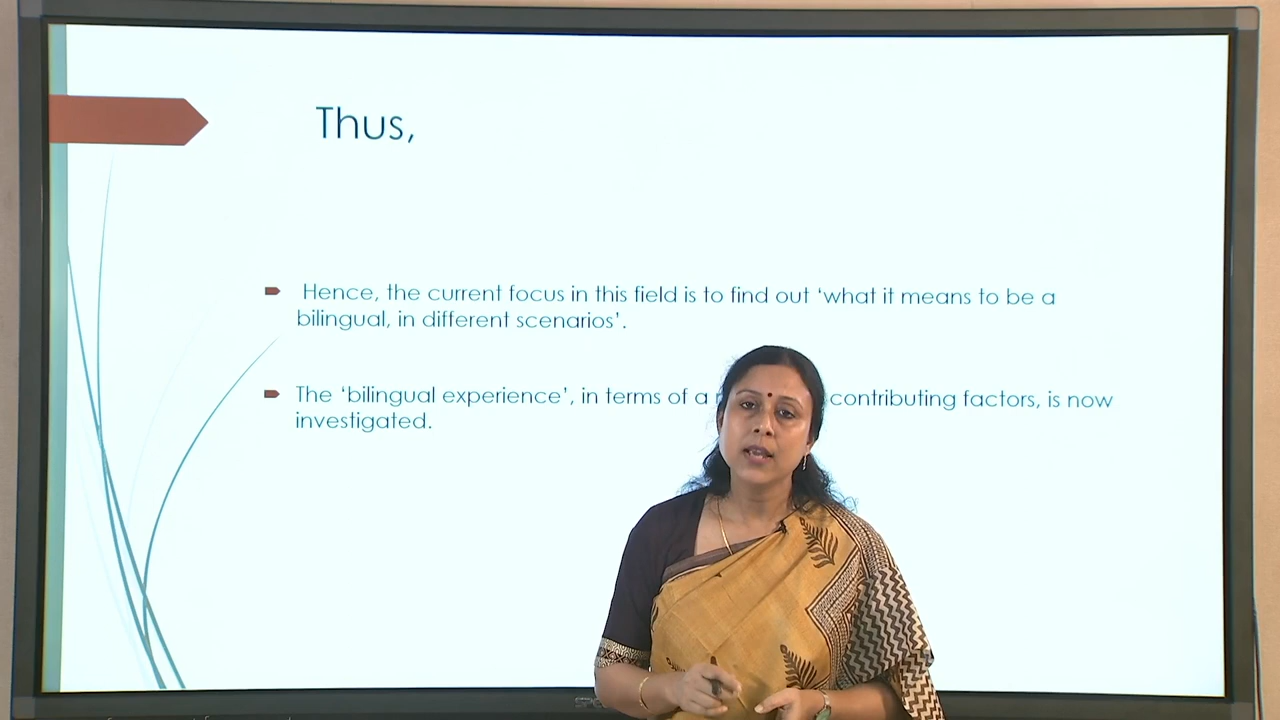 Thus,
Hence, the current focus in this field is to find out ‘what it means to be a
bilingual, in different scenarios’.
The ‘bilingual experience’, in terms of a contributing factors, is now
investigated.